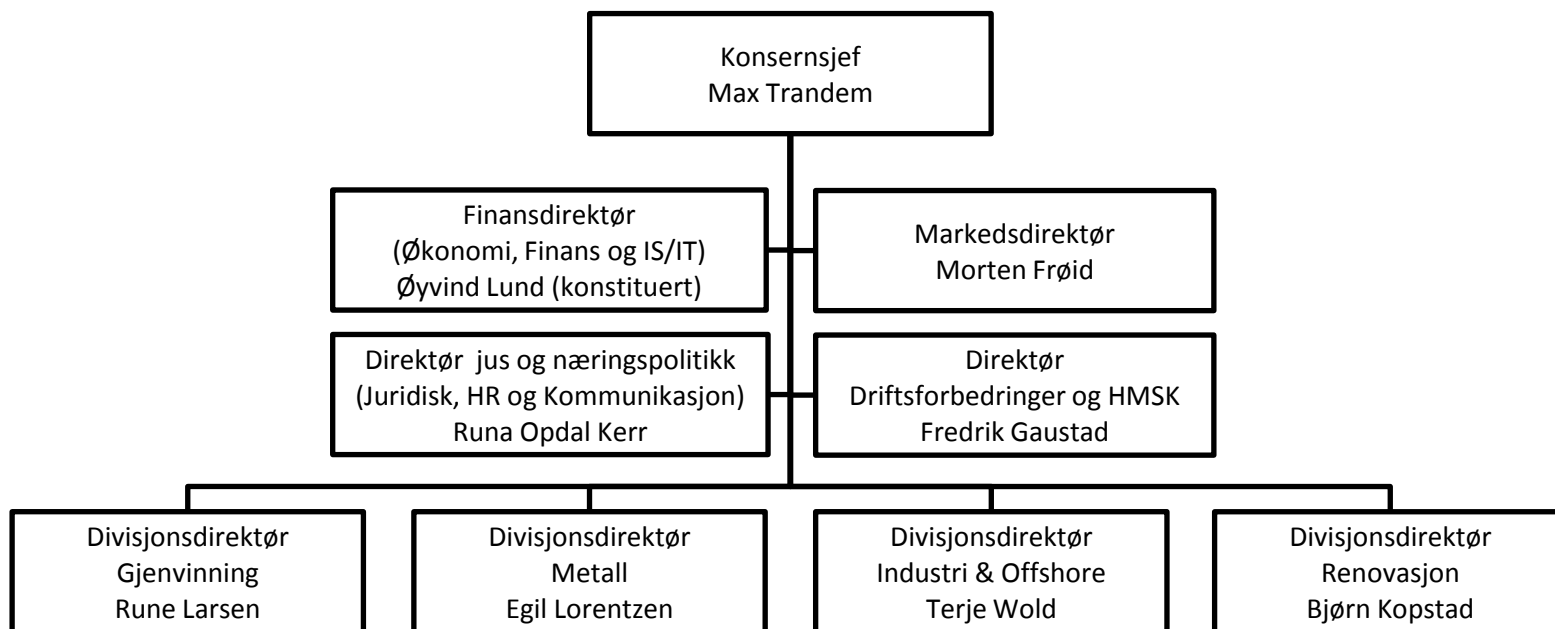 Konsernsjef
Max Trandem
Finansdirektør
(Økonomi, Finans og IS/IT)
Øyvind Lund (konstituert)
Markedsdirektør
Morten Frøid
Direktør  jus og næringspolitikk
(Juridisk, HR og Kommunikasjon)
Runa Opdal Kerr
Direktør
Driftsforbedringer og HMSK
Fredrik Gaustad
Divisjonsdirektør
Gjenvinning
Rune Larsen
Divisjonsdirektør
Metall
Egil Lorentzen
Divisjonsdirektør
Industri & Offshore
Terje Wold
Divisjonsdirektør
Renovasjon
Bjørn Kopstad